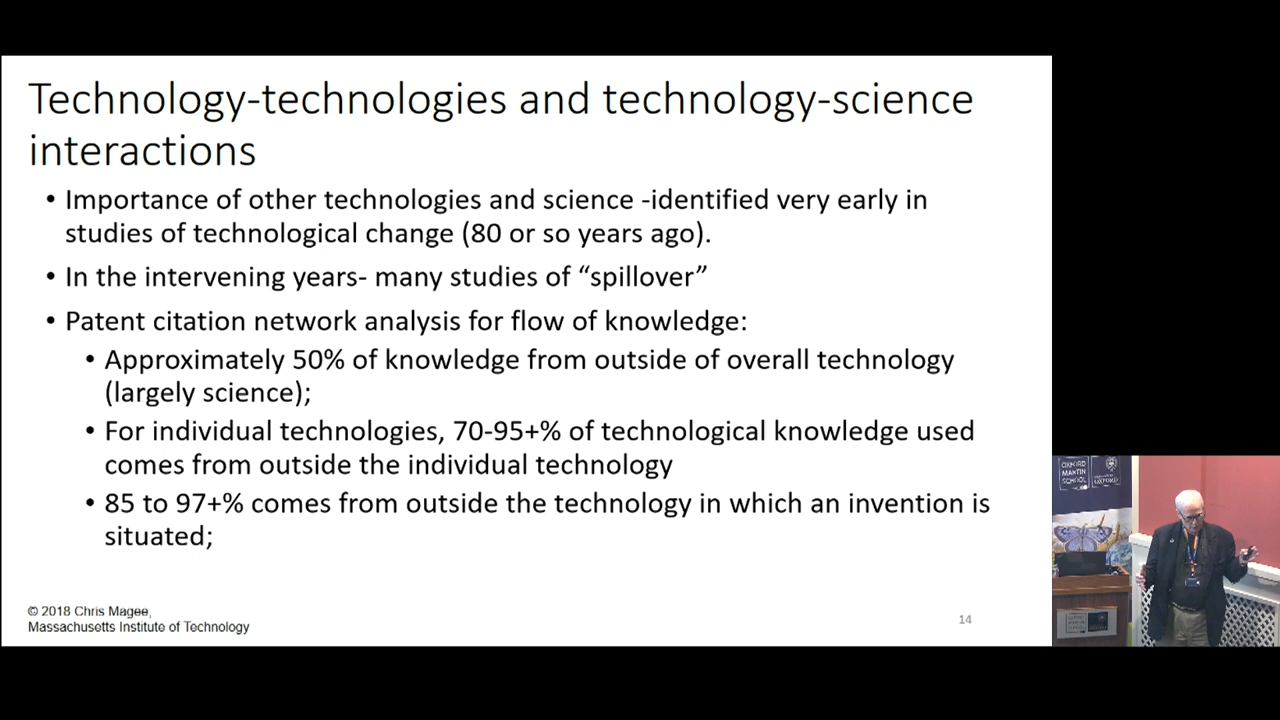 Technology-technologies and technology-science
interactions
• Importance of other technologies and science -identified very early in
studies of technological change (80 or so years ago).
• In the intervening years- many studies of “spillover”
• Patent citation network analysis for flow of knowledge:
• Approximately 50% of knowledge from outside of overall technology
(largely science);
• For individual technologies, 70-95+% of technological knowledge used
comes from outside the individual technology
• 85 to 97+% comes from outside the technology in which an invention is
situated;
© 2018 Chris Magee,
Massachusetts Institute of Technology
14
OXFORD
MARTIN
SCHOOL
OXFORD